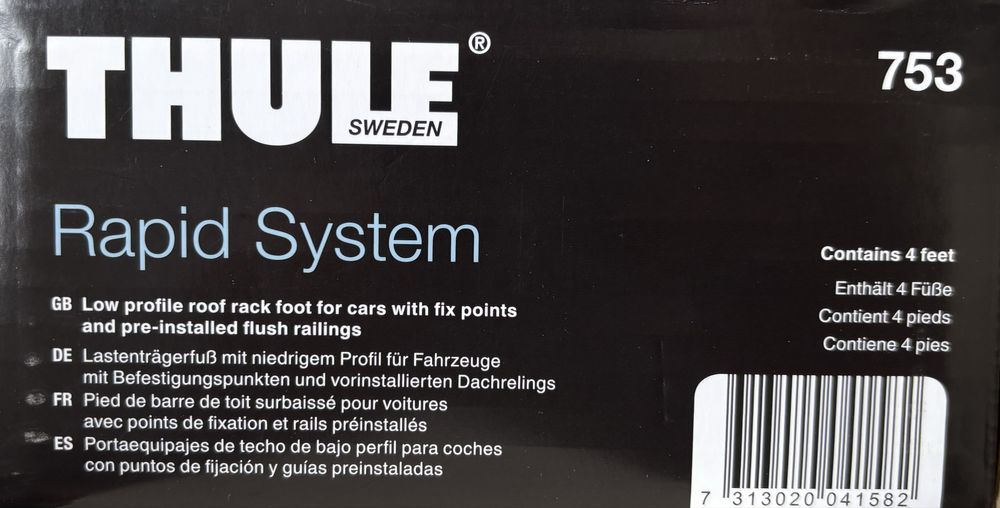 THULE®
SWEDEN
753
Rapid System
Contains 4 feet
Enthält 4 Füße
Contient 4 pieds
Contiene 4 pies
GB Low profile roof rack foot for cars with fix points
and pre-installed flush railings
DE Lastenträgerfuß mit niedrigem Profil für Fahrzeuge
mit Befestigungspunkten und vorinstallierten Dachrelings
FR Pied de barre de toit surbaissé pour voitures
avec points de fixation et rails préinstallés
ES Portaequipajes de techo de bajo perfil para coches
con puntos de fijación y guías preinstaladas
7 313020 041582